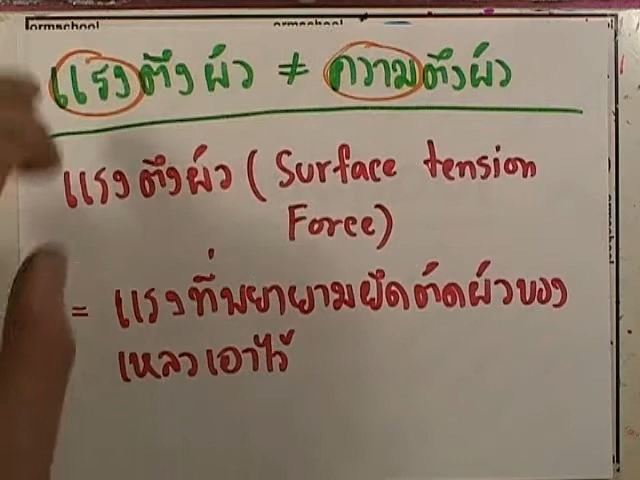 ormschool
ormschool
แรงตึงผิว ≠ ความตึงผิว
แรงตึงผิว ( Surface tension
Force)
= แรงที่พยายามยึดติดผิวของ
เหลวเอาไว้